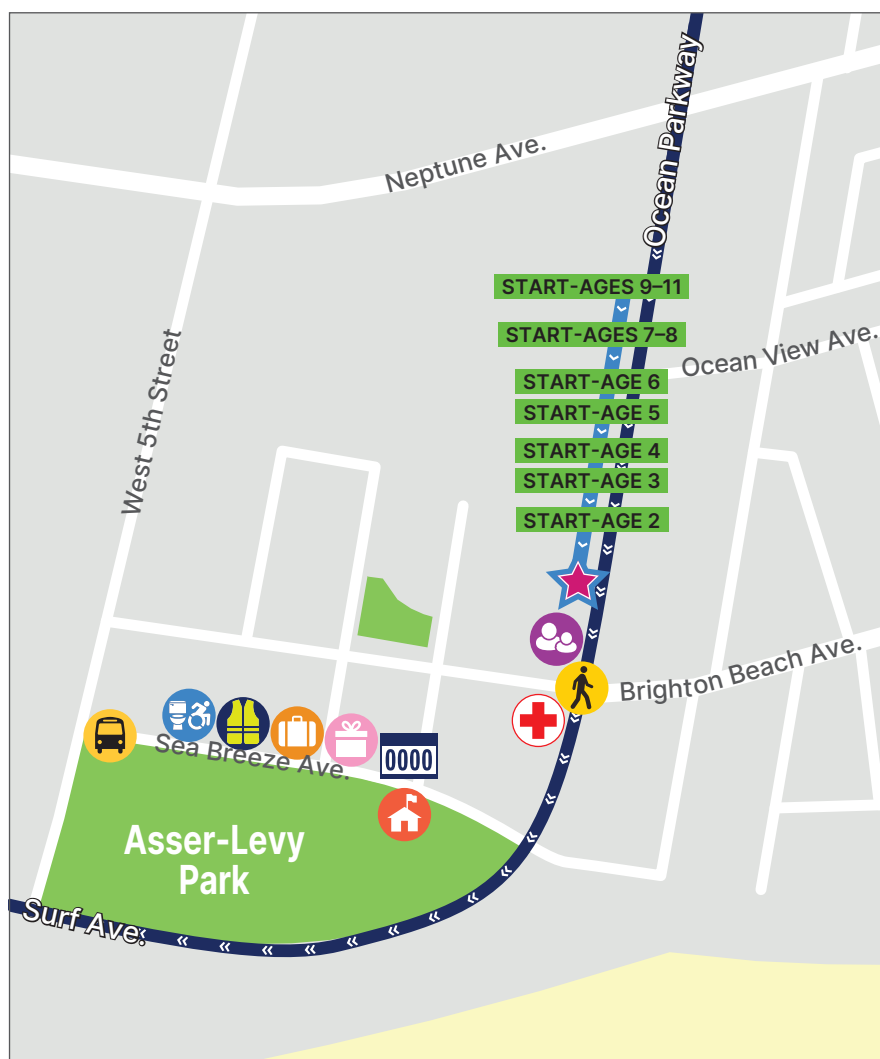 Ocean Parkway
Neptune Ave.
START-AGES 9–11
START-AGES 7–8
Ocean View Ave.
START-AGE 6
START-AGE 5
West 5th Street
START-AGE 4
START-AGE 3
START-AGE 2
Brighton Beach Ave.
Sea Breeze Ave.
0000
Asser-Levy
Park
Surf Ave.